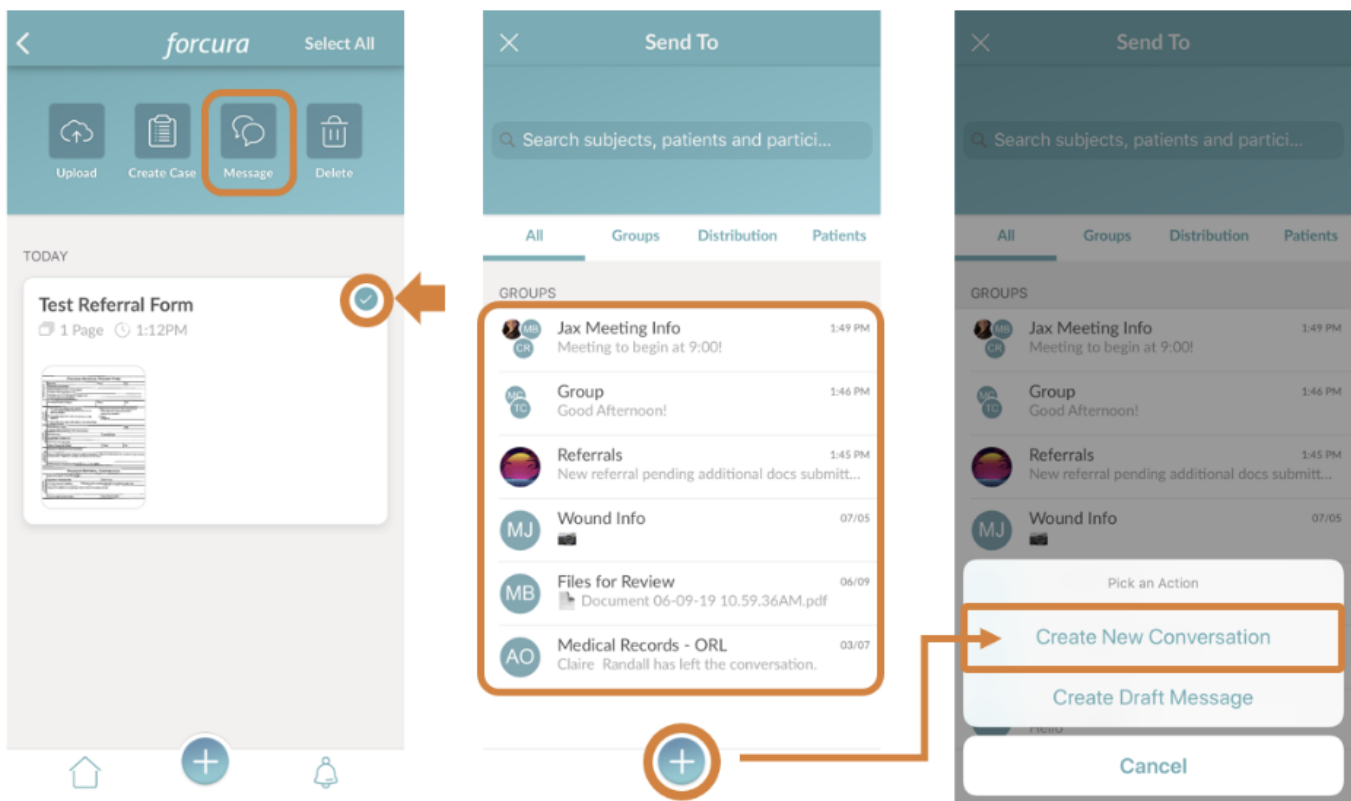 forcura
Select All
Upload
Create Case
Message
Delete
TODAY
Test Referral Form
1 Page
1:12PM
Send To
Search subjects, patients and partici...
All
Groups
Distribution
Patients
GROUPS
MB
CR
Jax Meeting Info
1:49 PM
Meeting to begin at 9:00!
MC
TC
Group
1:46 PM
Good Afternoon!
Referrals
1:45 PM
New referral pending additional docs submitt...
MJ
Wound Info
07/05
MB
Files for Review
06/09
Document 06-09-19 10.59.36AM.pdf
AO
Medical Records - ORL
03/07
Claire Randall has left the conversation.
Send To
Search subjects, patients and partici...
All
Groups
Distribution
Patients
GROUPS
MB
CR
Jax Meeting Info
1:49 PM
Meeting to begin at 9:00!
MC
TC
Group
1:46 PM
Good Afternoon!
Referrals
1:45 PM
New referral pending additional docs submitt...
MJ
Wound Info
07/05
Pick an Action
Create New Conversation
Create Draft Message
Hello
Cancel